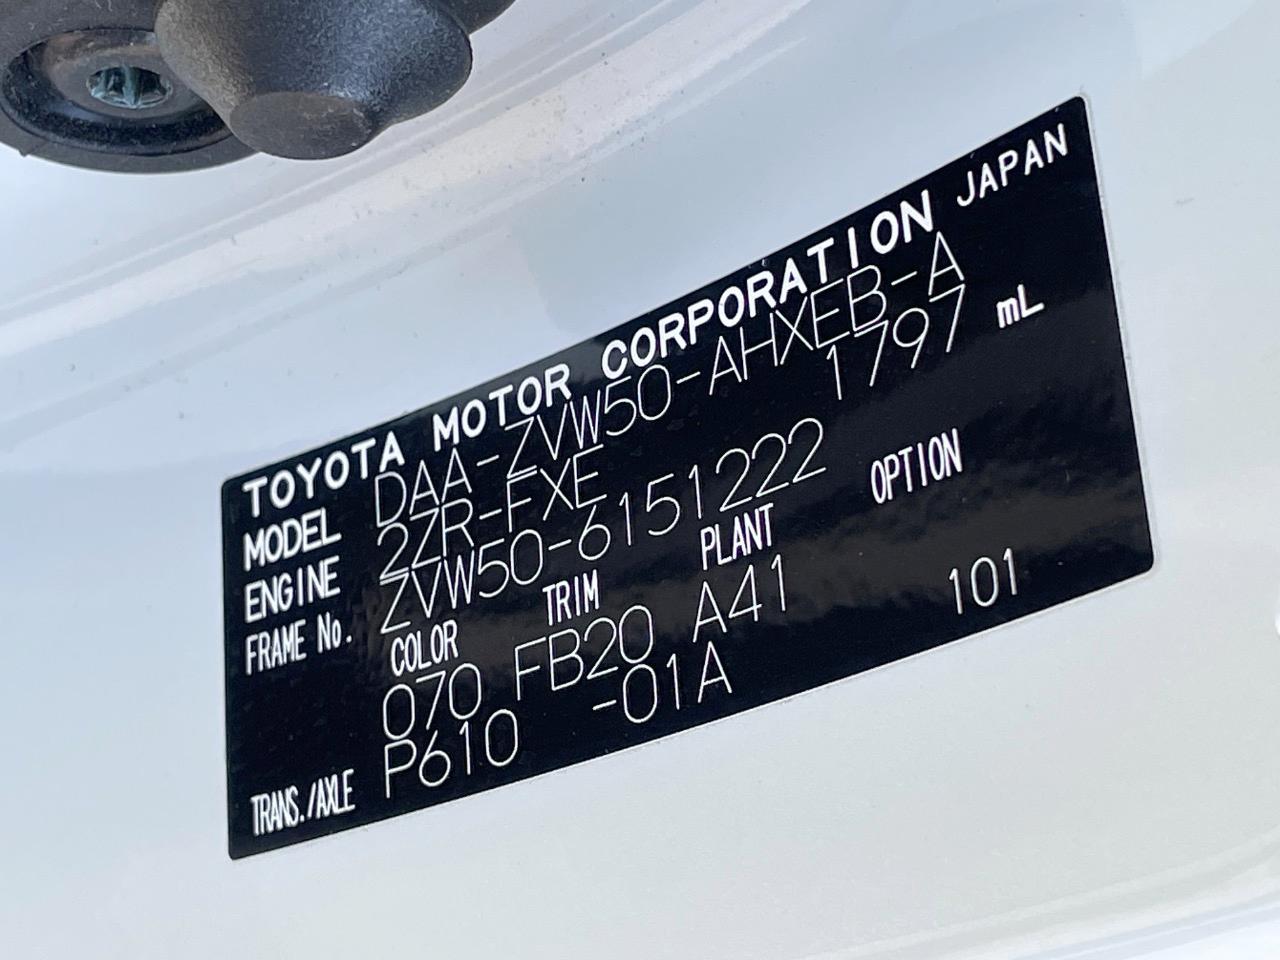 TOYOTA MOTOR CORPORATION JAPAN
MODEL DAA-ZVW50-AHXEB-A
ENGINE 2ZR-FXE 1797 mL
FRAME No. ZVW50-6151222
COLOR TRIM PLANT OPTION
070 FB20 A41 101
TRANS./AXLE P610 -01A